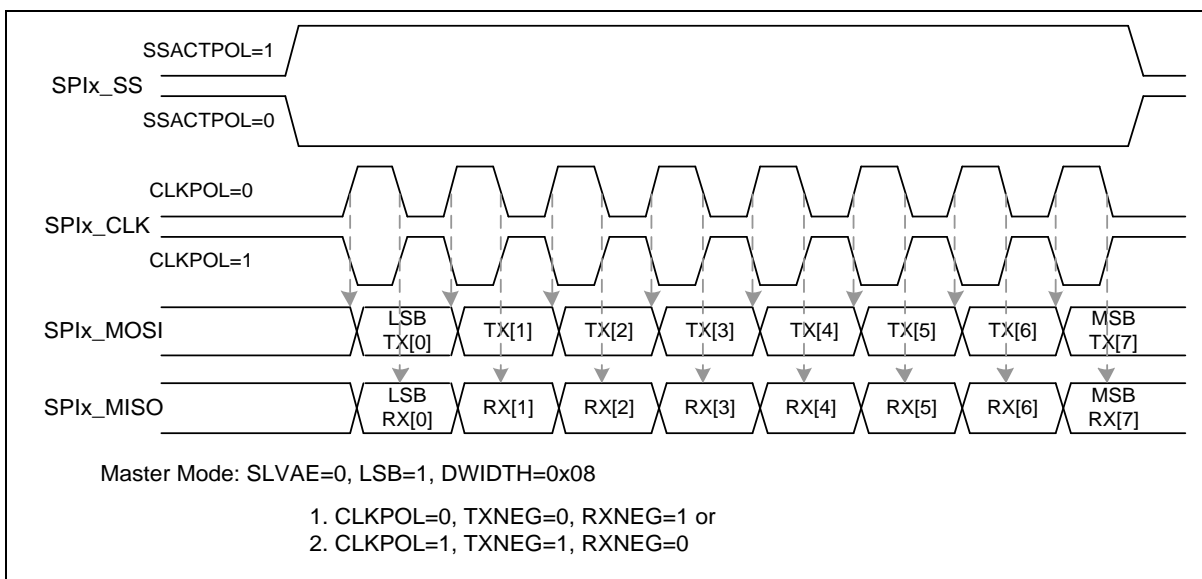 SSACTPOL=1
SPIx_SS
SSACTPOL=0
CLKPOL=0
SPIx_CLK
CLKPOL=1
SPIx_MOSI
LSB TX[0] TX[1] TX[2] TX[3] TX[4] TX[5] TX[6] MSB TX[7]
SPIx_MISO
LSB RX[0] RX[1] RX[2] RX[3] RX[4] RX[5] RX[6] MSB RX[7]
Master Mode: SLVAE=0, LSB=1, DWIDTH=0x08
1. CLKPOL=0, TXNEG=0, RXNEG=1 or
2. CLKPOL=1, TXNEG=1, RXNEG=0